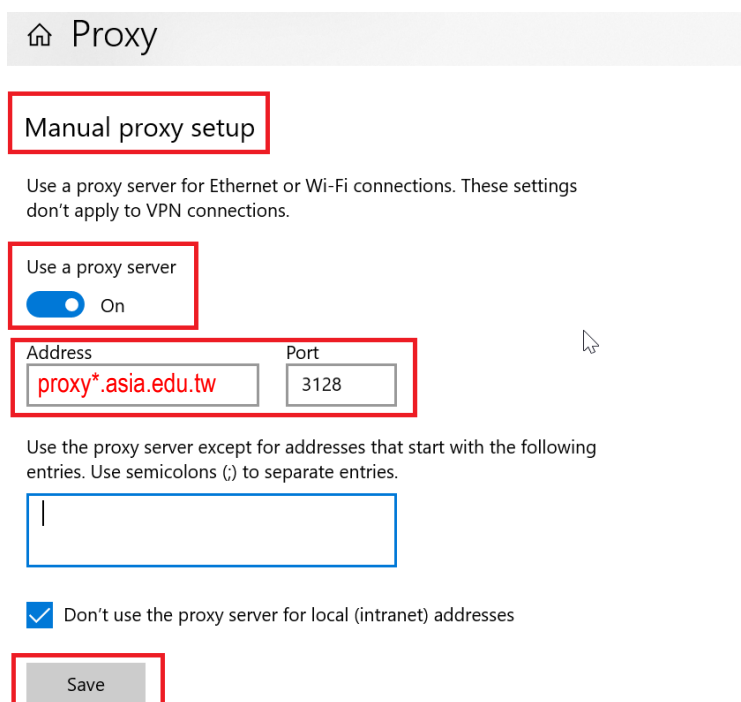 Proxy
Manual proxy setup
Use a proxy server for Ethernet or Wi-Fi connections. These settings
don't apply to VPN connections.
Use a proxy server
On
Address Port
proxy*.asia.edu.tw 3128
Use the proxy server except for addresses that start with the following
entries. Use semicolons (;) to separate entries.
Don't use the proxy server for local (intranet) addresses
Save